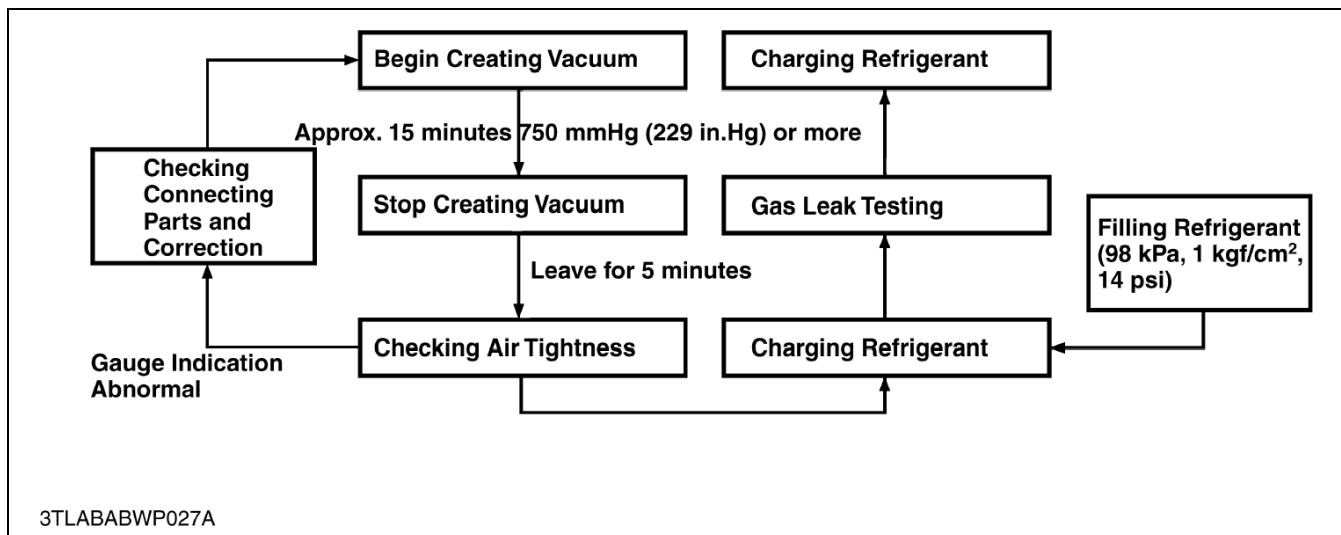 Begin Creating Vacuum
Approx. 15 minutes 750 mmHg (229 in.Hg) or more
Stop Creating Vacuum
Leave for 5 minutes
Checking Air Tightness
Gauge Indication
Abnormal
Checking
Connecting
Parts and
Correction
Charging Refrigerant
Filling Refrigerant
(98 kPa, 1 kgf/cm², 
14 psi)
Gas Leak Testing
Charging Refrigerant
3TLABABWP027A